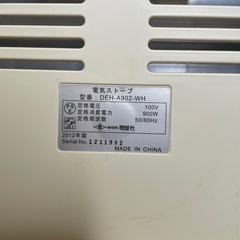 電気ストーブ
型番：DEH-A902-WH
定格電圧 100V
定格消費電力 900W
定格周波数 50/60Hz
2012年製
Serial No. 1211982
MADE IN CHINA